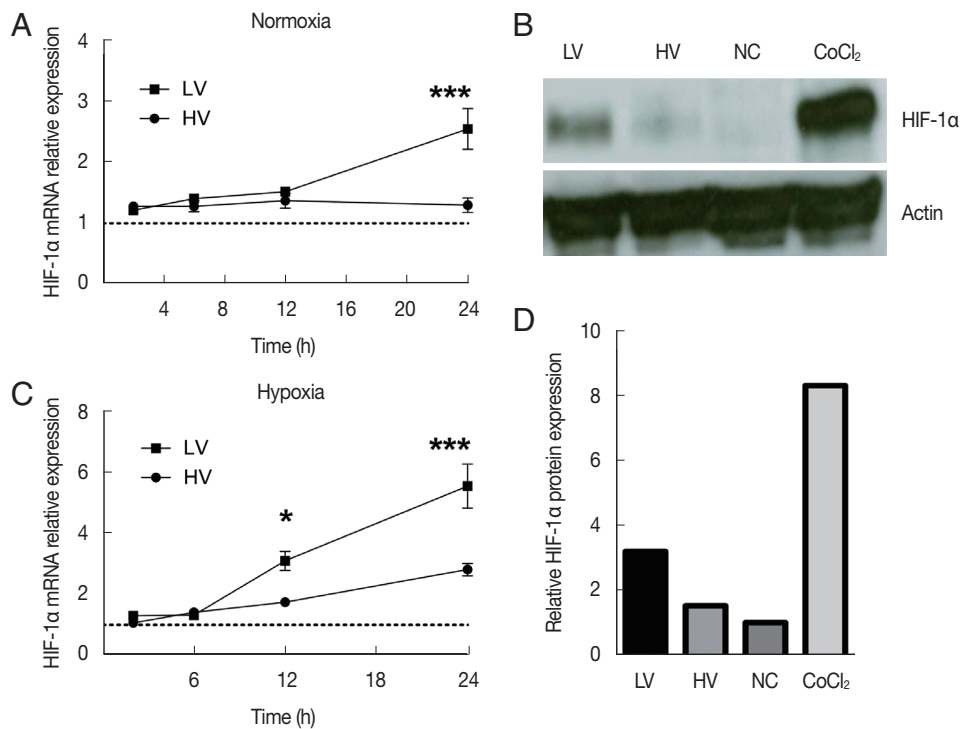 A
Normoxia
HIF-1α mRNA relative expression
4
3
2
1
0
LV
HV
***
4 8 12 16 20 24
Time (h)
B
LV HV NC CoCl₂
HIF-1α
Actin
C
Hypoxia
HIF-1α mRNA relative expression
8
6
4
2
0
LV
HV
*
***
6 12 18 24
Time (h)
D
Relative HIF-1α protein expression
10
8
6
4
2
0
LV HV NC CoCl₂